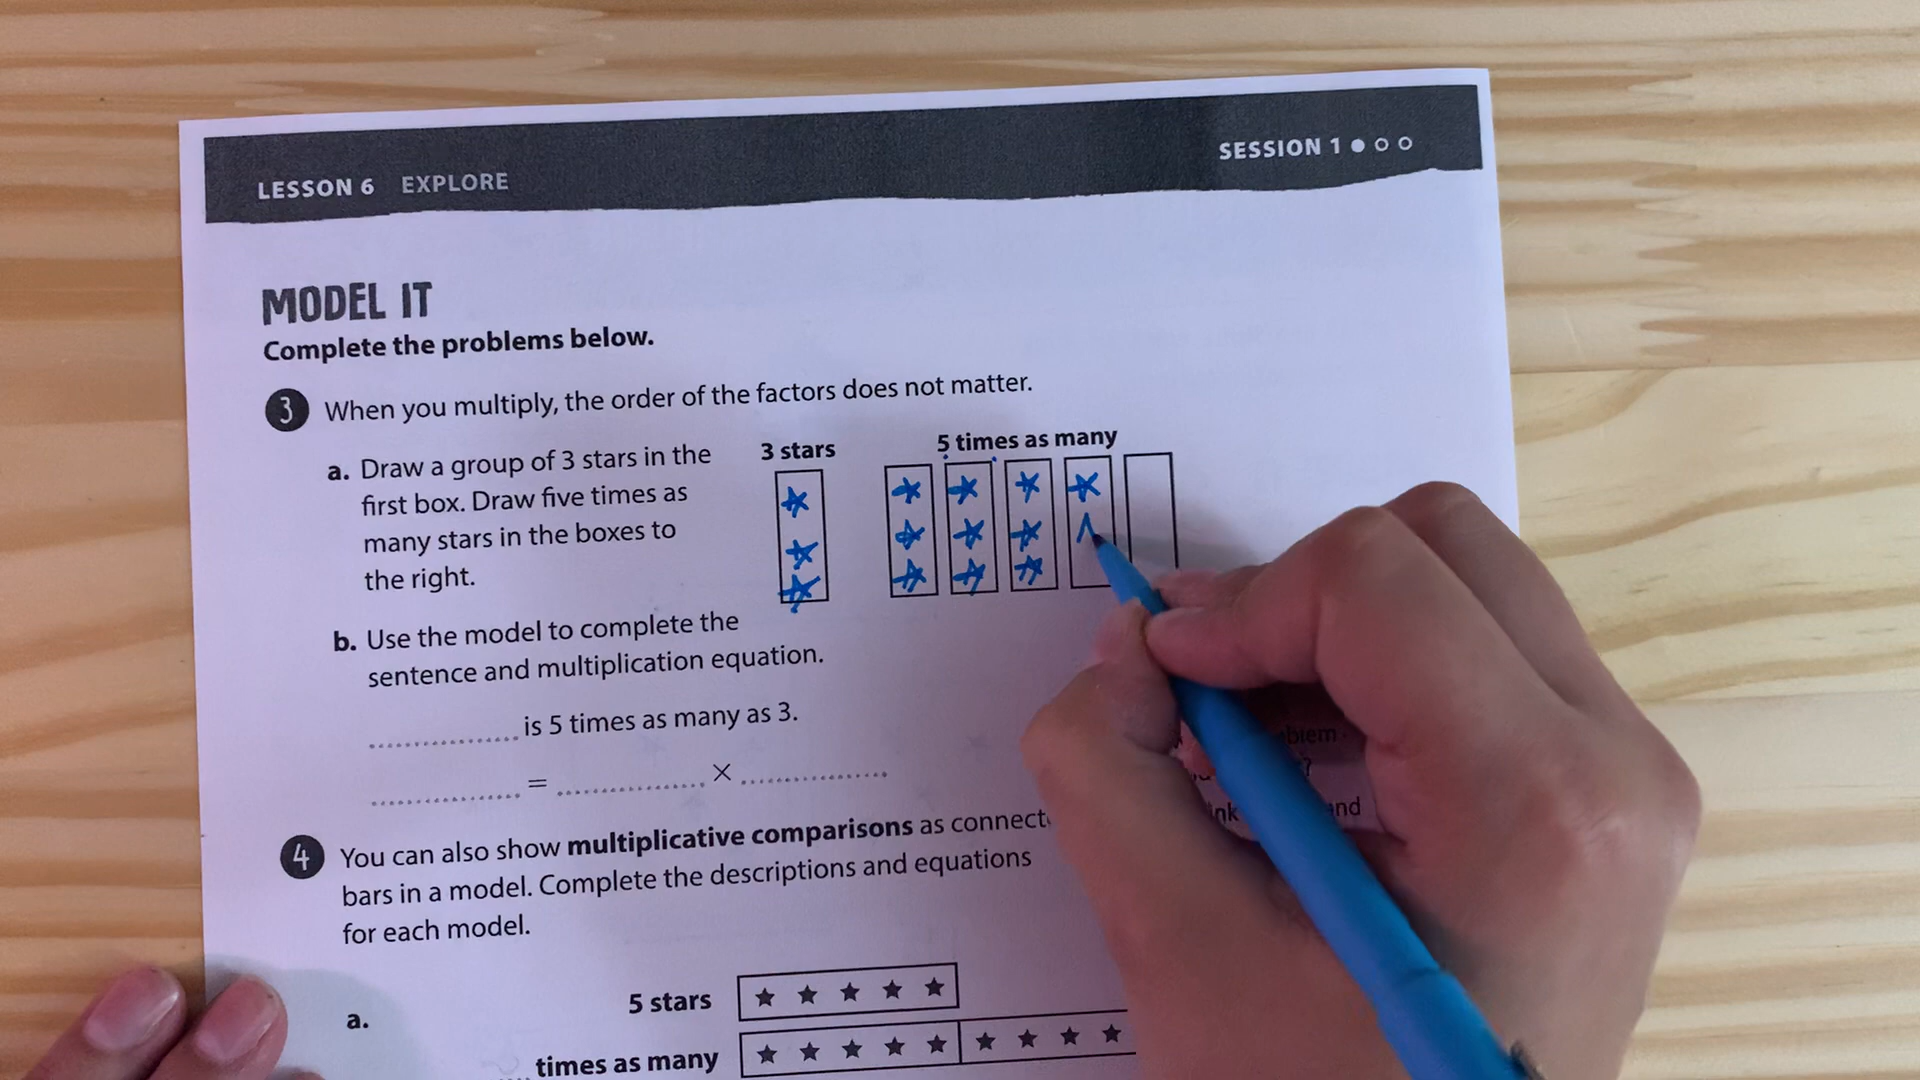 LESSON 6 EXPLORE
SESSION 1
MODEL IT
Complete the problems below.
3 When you multiply, the order of the factors does not matter.
a. Draw a group of 3 stars in the
first box. Draw five times as
many stars in the boxes to
the right.
3 stars
5 times as many
b. Use the model to complete the
sentence and multiplication equation.
is 5 times as many as 3.
= ×
4 You can also show multiplicative comparisons as
bars in a model. Complete the descriptions and equations
for each model.
a.
5 stars
times as many